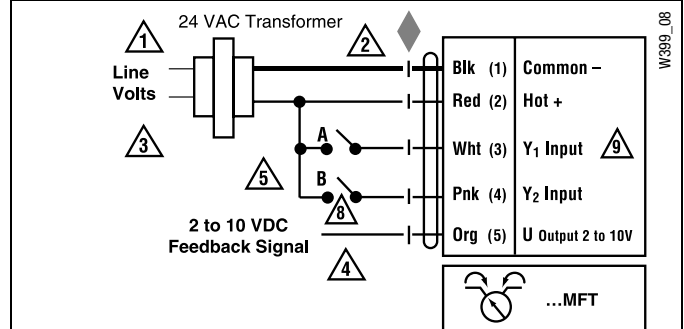 24 VAC Transformer
W399_08
1
2
Line
Volts
3
Blk (1) Common –
Red (2) Hot +
A
Wht (3) Y₁ Input
9
5
B
Pnk (4) Y₂ Input
8
2 to 10 VDC
Feedback Signal
Org (5) U Output 2 to 10V
4
...MFT